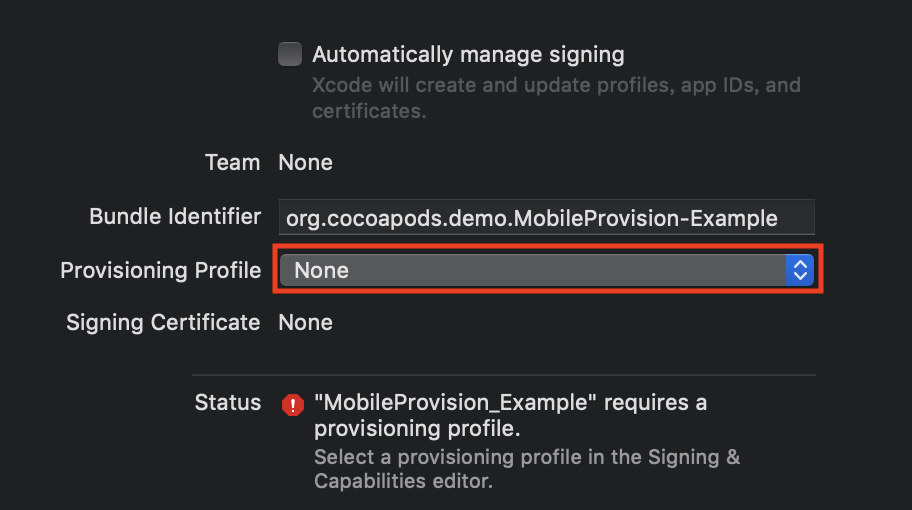 Automatically manage signing
Xcode will create and update profiles, app IDs, and
certificates.
Team None
Bundle Identifier org.cocoapods.demo.MobileProvision-Example
Provisioning Profile None
Signing Certificate None
Status "MobileProvision_Example" requires a
provisioning profile.
Select a provisioning profile in the Signing &
Capabilities editor.